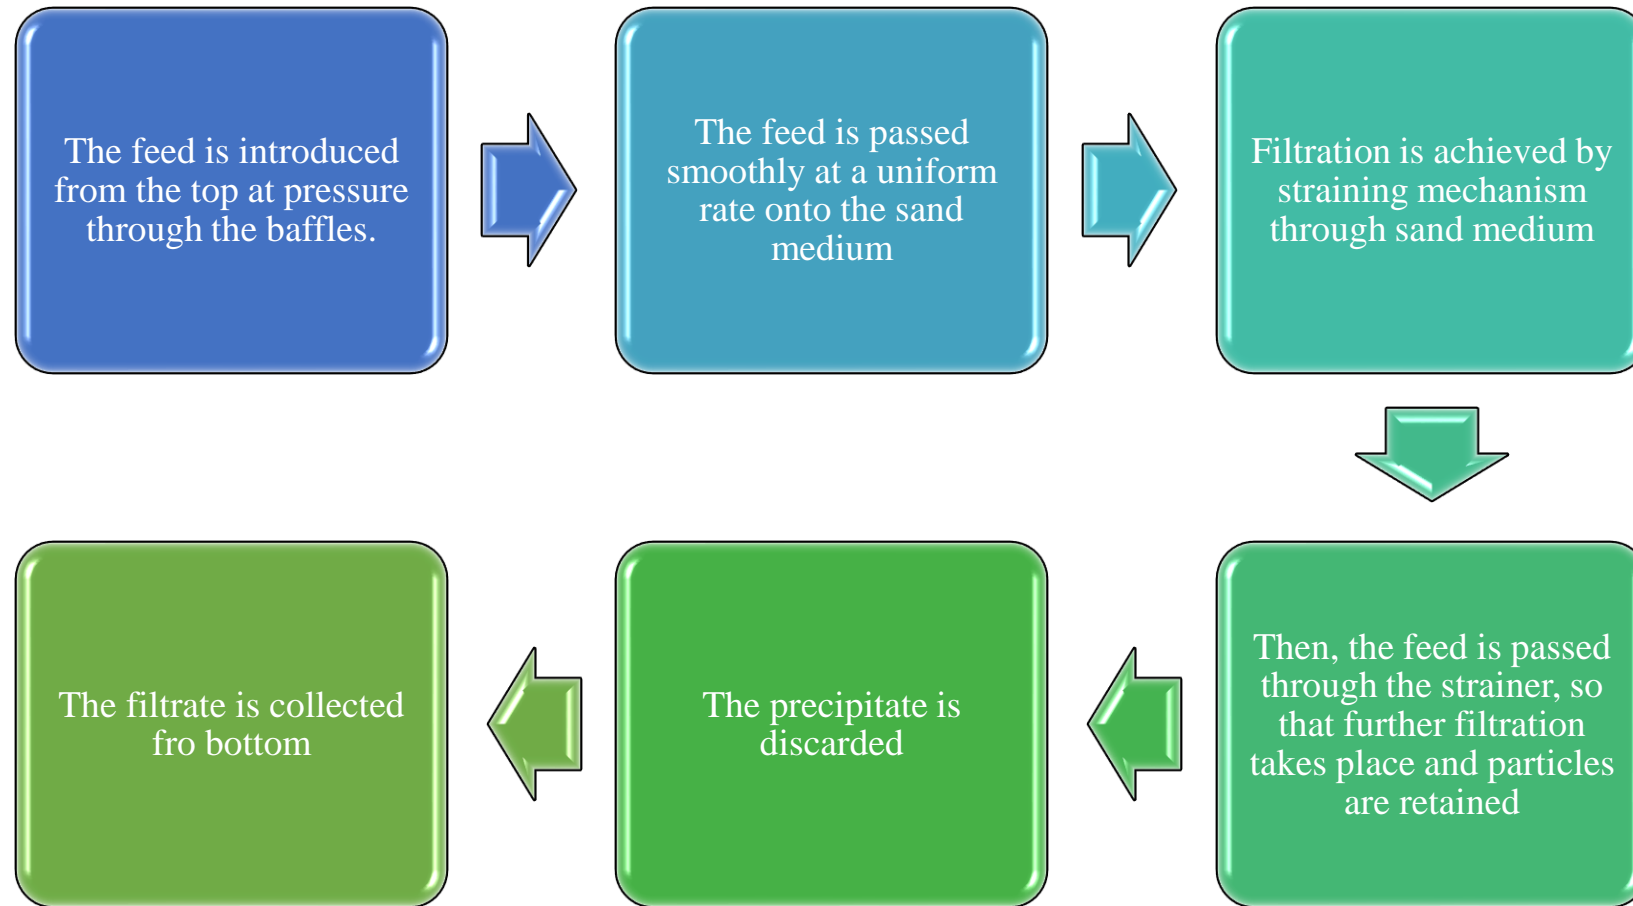 The feed is introduced
from the top at pressure
through the baffles.
The feed is passed
smoothly at a uniform
rate onto the sand
medium
Filtration is achieved by
straining mechanism
through sand medium
Then, the feed is passed
through the strainer, so
that further filtration
takes place and particles
are retained
The precipitate is
discarded
The filtrate is collected
fro bottom